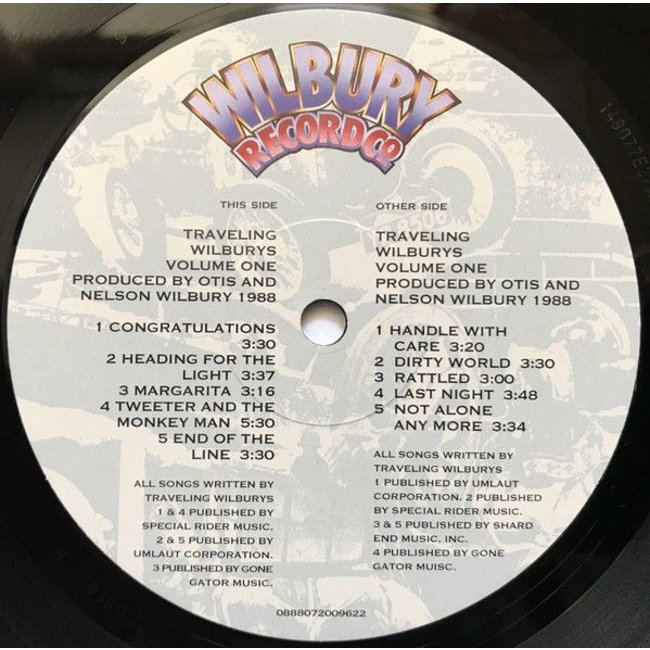 WILBURY
RECORD CO
THIS SIDE
TRAVELING
WILBURYS
VOLUME ONE
PRODUCED BY OTIS AND
NELSON WILBURY 1988
1 CONGRATULATIONS
3:30
2 HEADING FOR THE
LIGHT 3:37
3 MARGARITA 3:16
4 TWEETER AND THE
MONKEY MAN 5:30
5 END OF THE
LINE 3:30
ALL SONGS WRITTEN BY
TRAVELING WILBURYS
1 & 4 PUBLISHED BY
SPECIAL RIDER MUSIC.
2 & 5 PUBLISHED BY
UMLAUT CORPORATION.
3 PUBLISHED BY GONE
GATOR MUSIC.
OTHER SIDE
TRAVELING
WILBURYS
VOLUME ONE
PRODUCED BY OTIS AND
NELSON WILBURY 1988
1 HANDLE WITH
CARE 3:20
2 DIRTY WORLD 3:30
3 RATTLED 3:00
4 LAST NIGHT 3:48
5 NOT ALONE
ANY MORE 3:34
ALL SONGS WRITTEN BY
TRAVELING WILBURYS
1 PUBLISHED BY UMLAUT
CORPORATION. 2 PUBLISHED
BY SPECIAL RIDER MUSIC.
3 & 5 PUBLISHED BY SHARD
END MUSIC, INC.
4 PUBLISHED BY GONE
GATOR MUISC.
0888072009622